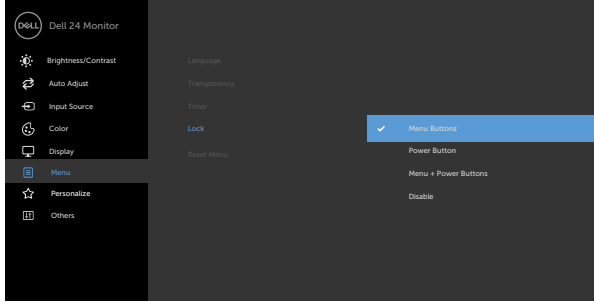 DELL Dell 24 Monitor
Brightness/Contrast
Auto Adjust
Input Source
Color
Display
Menu
Personalize
Others
Language
Transparency
Timer
Lock
Reset Menu
Menu Buttons
Power Button
Menu + Power Buttons
Disable